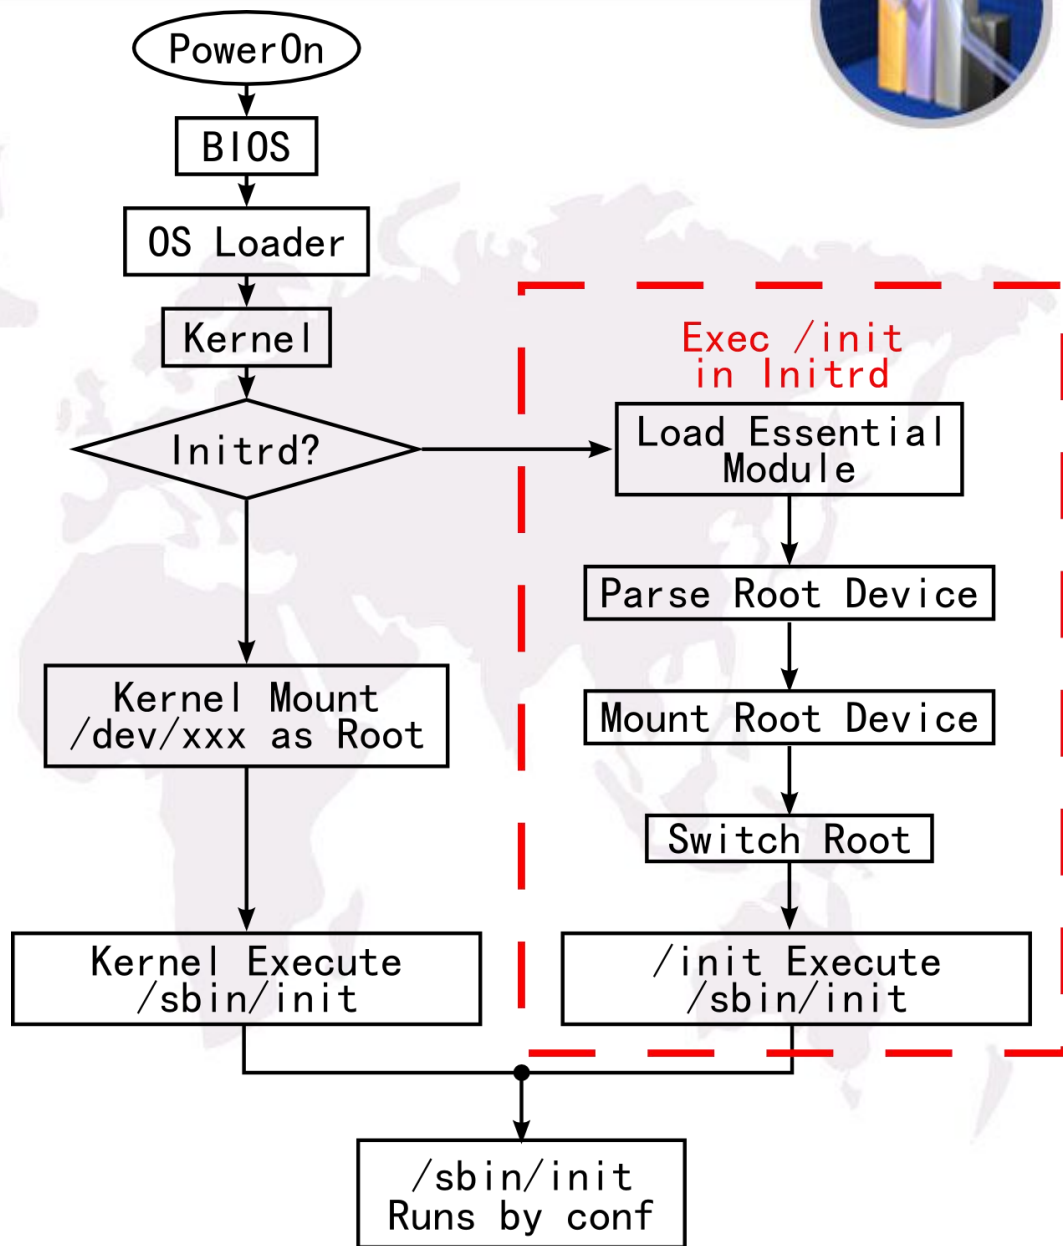 PowerOn
BIOS
OS Loader
Kernel
Initrd?
Kernel Mount
/dev/xxx as Root
Kernel Execute
/sbin/init
Exec /init
in Initrd
Load Essential
Module
Parse Root Device
Mount Root Device
Switch Root
/init Execute
/sbin/init
/sbin/init
Runs by conf